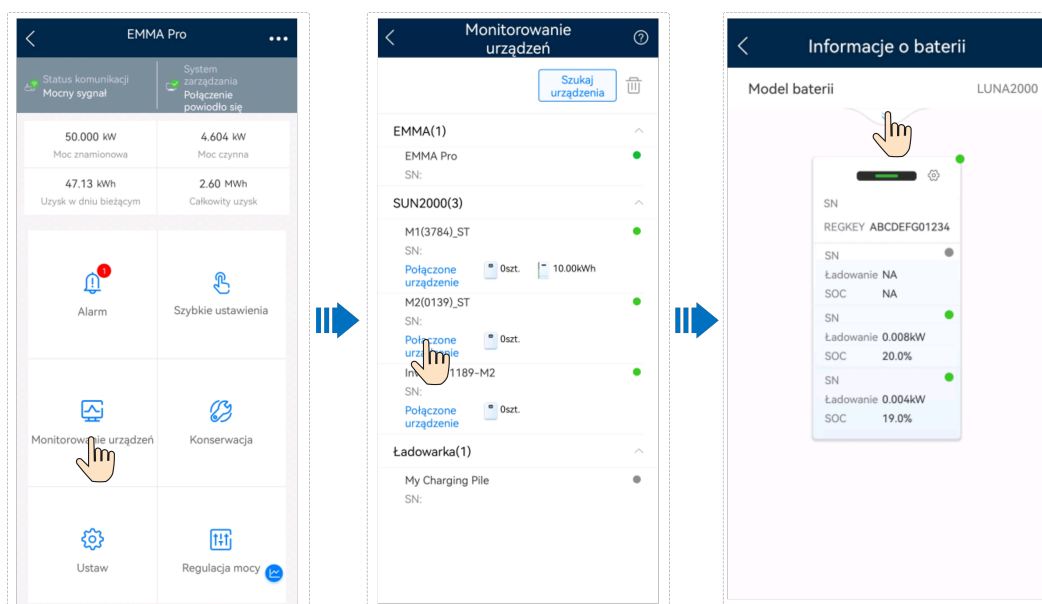 EMMA Pro
Status komunikacji
Mocny sygnał
System
zarządzania
Połączenie
powiodło się
50.000 kW
Moc znamionowa
4.604 kW
Moc czynna
47.13 kWh
Uzysk w dniu bieżącym
2.60 MWh
Całkowity uzysk
1
Alarm
Szybkie ustawienia
Monitorowanie urządzeń
Konserwacja
Ustaw
Regulacja mocy
Monitorowanie
urządzeń
Szukaj
urządzenia
EMMA(1)
EMMA Pro
SN:
SUN2000(3)
M1(3784)_ST
SN:
Połączone
urządzenie
0szt.
10.00kWh
M2(0139)_ST
SN:
Połączone
urządzenie
0szt.
1189-M2
SN:
Połączone
urządzenie
0szt.
Ładowarka(1)
My Charging Pile
SN:
Informacje o baterii
Model baterii
LUNA2000
SN
REGKEY ABCDEFG01234
SN
Ładowanie NA
SOC NA
SN
Ładowanie 0.008kW
SOC 20.0%
SN
Ładowanie 0.004kW
SOC 19.0%